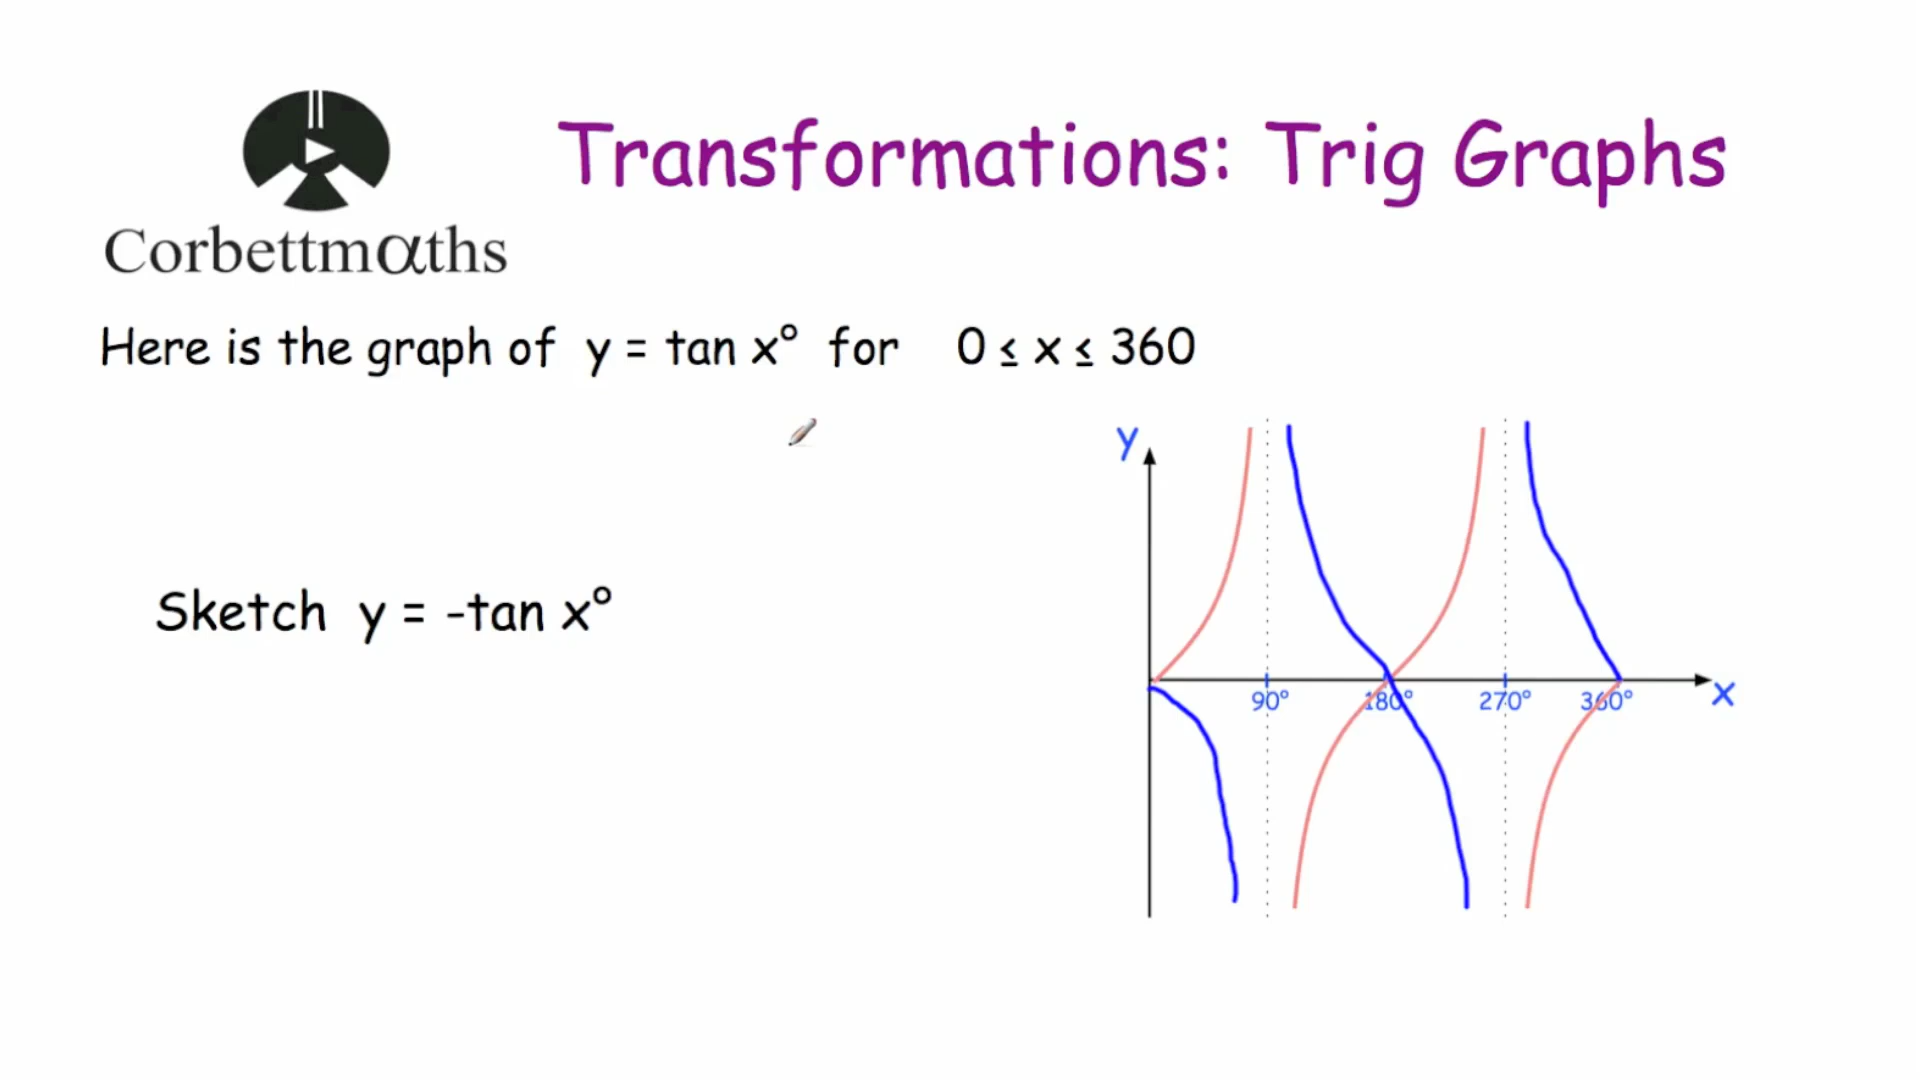 Transformations: Trig Graphs
Corbettmαths
Here is the graph of y = tan x° for 0 ≤ x ≤ 360
y
Sketch y = -tan x°
90° 180° 270° 360° x